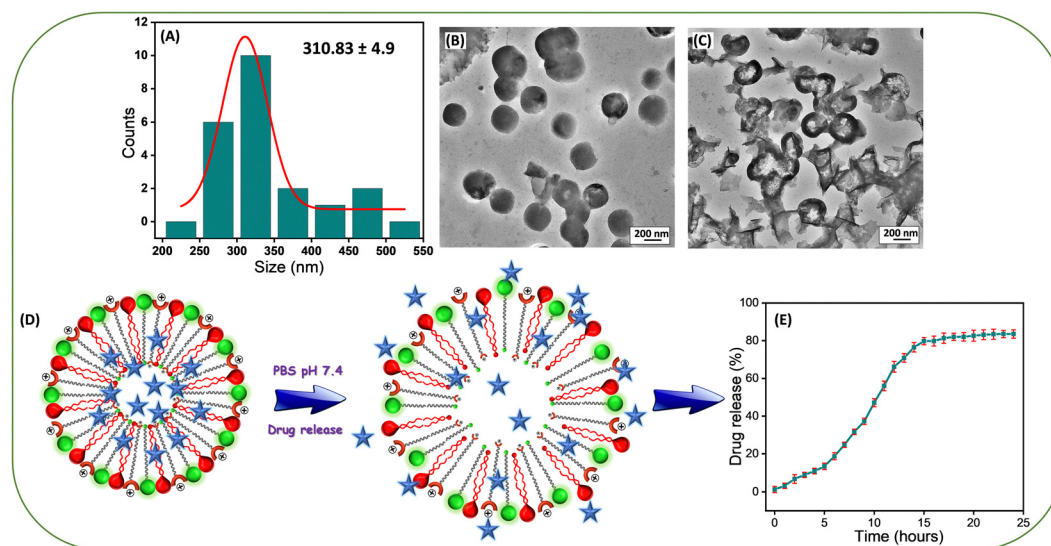 (A)
310.83 ± 4.9
Counts
12
10
8
6
4
2
0
200 250 300 350 400 450 500 550
Size (nm)
(B)
200 nm
(C)
200 nm
(D)
PBS pH 7.4
Drug release
(E)
Drug release (%)
100
80
60
40
20
0
0 5 10 15 20 25
Time (hours)